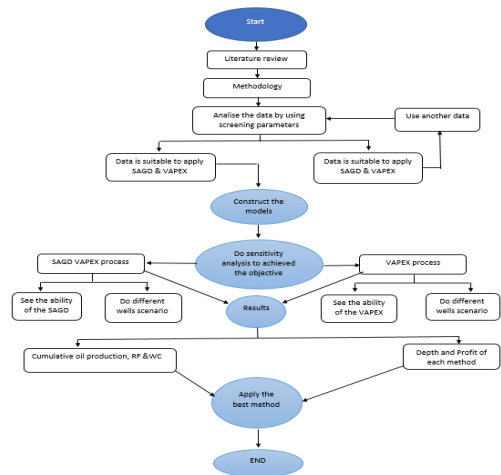 Start
Literature review
Methodology
Analise the data by using
screening parameters
Use another data
Data is suitable to apply
SAGD & VAPEX
Data is suitable to apply
SAGD & VAPEX
Construct the
models
Do sensitivity
analysis to achieved
the objective
SAGD VAPEX process
VAPEX process
See the ability
of the SAGD
Do different
wells scenario
Results
See the ability
of the VAPEX
Do different
wells scenario
Cumulative oil production, RF &WC
Depth and Profit of
each method
Apply the
best method
END